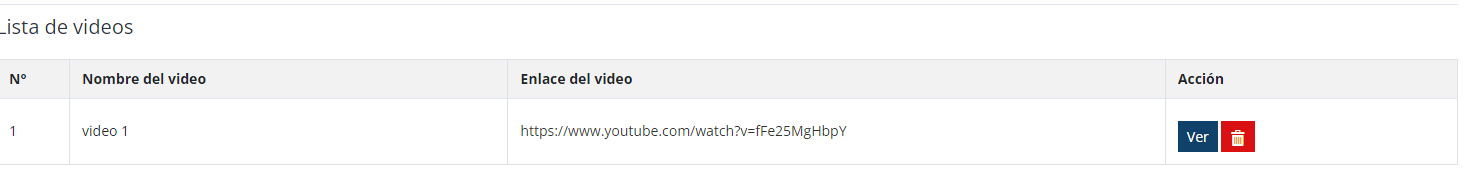 Lista de videos
N° Nombre del video Enlace del video Acción
1 video 1 https://www.youtube.com/watch?v=fFe25MgHbpY Ver